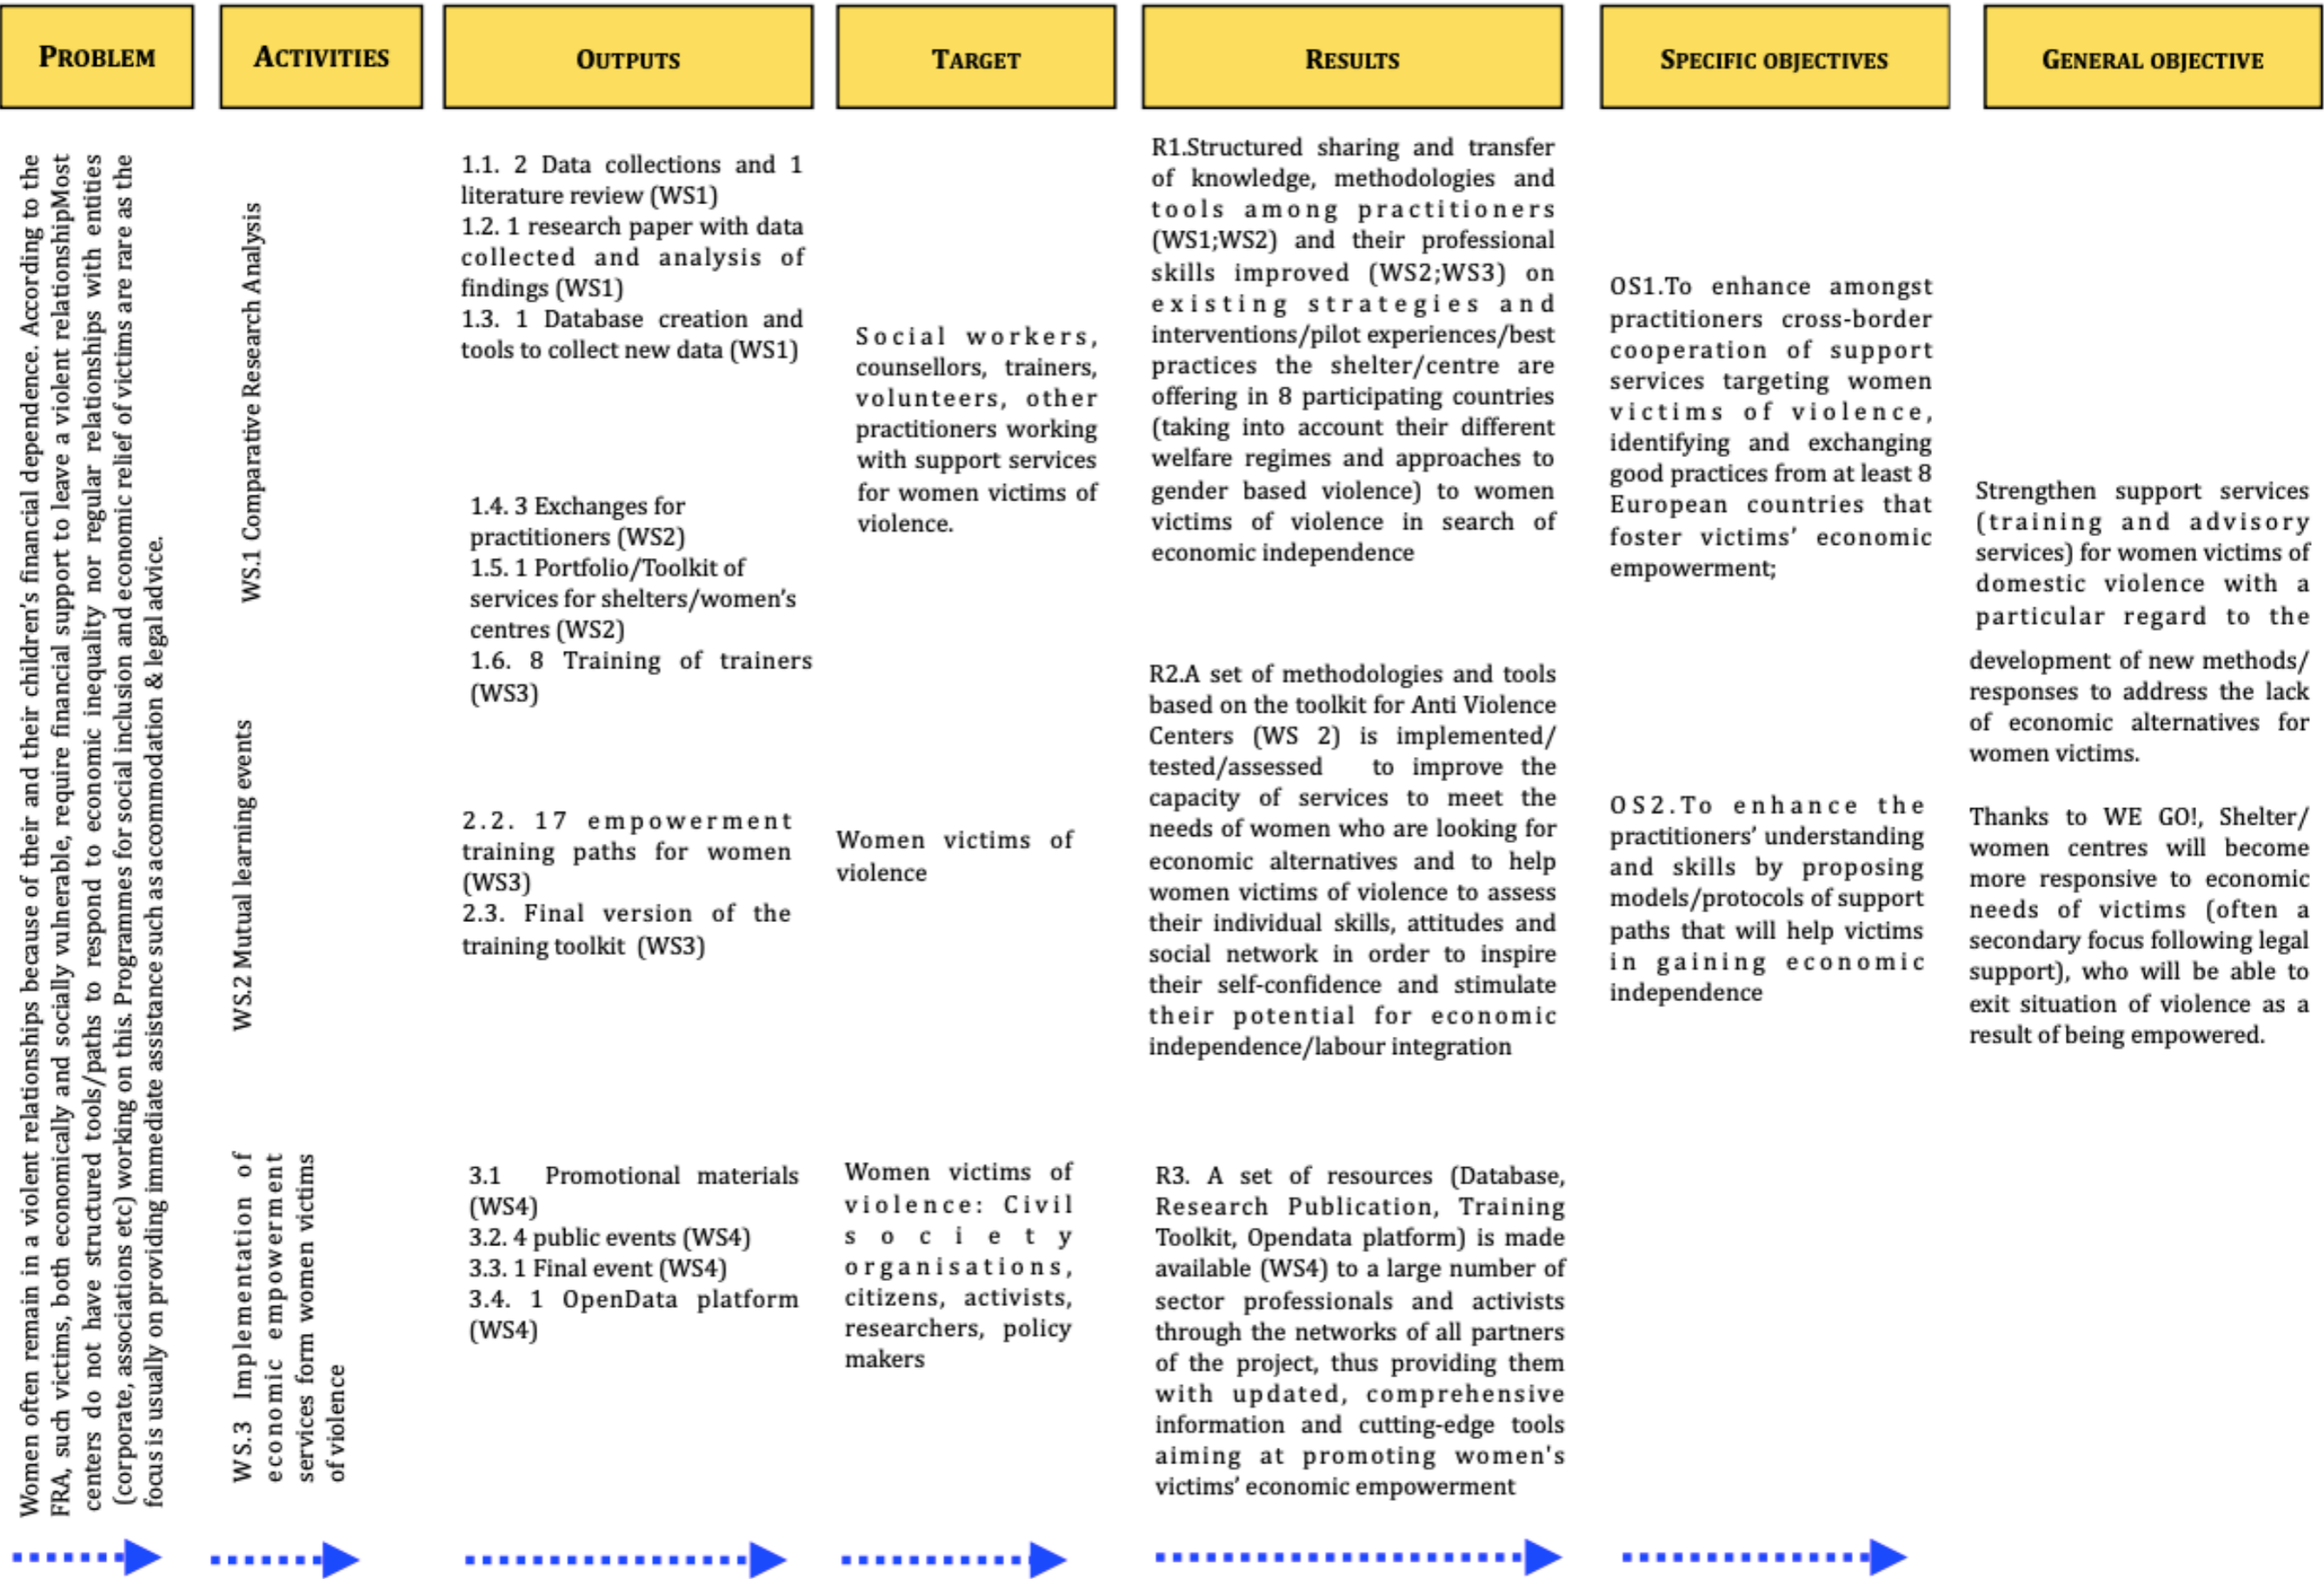 PROBLEM
ACTIVITIES
OUTPUTS
TARGET
RESULTS
SPECIFIC OBJECTIVES
GENERAL OBJECTIVE
Women often remain in a violent relationships because of their and their children's financial dependence. According to the
FRA, such victims, both economically and socially vulnerable, require financial support to leave a violent relationshipMost
centers do not have structured tools/paths to respond to economic inequality nor regular relationships with entities
(corporate, associations etc) working on this. Programmes for social inclusion and economic relief of victims are rare as the
focus is usually on providing immediate assistance such as accommodation & legal advice.
WS.1 Comparative Research Analysis
WS.2 Mutual learning events
WS.3 Implementation of
economic empowerment
services form women victims
of violence
1.1. 2 Data collections and 1
literature review (WS1)
1.2. 1 research paper with data
collected and analysis of
findings (WS1)
1.3. 1 Database creation and
tools to collect new data (WS1)
1.4. 3 Exchanges for
practitioners (WS2)
1.5. 1 Portfolio/Toolkit of
services for shelters/women's
centres (WS2)
1.6. 8 Training of trainers
(WS3)
2.2. 17 empowerment
training paths for women
(WS3)
2.3. Final version of the
training toolkit (WS3)
3.1 Promotional materials
(WS4)
3.2. 4 public events (WS4)
3.3. 1 Final event (WS4)
3.4. 1 OpenData platform
(WS4)
Social workers,
counsellors, trainers,
volunteers, other
practitioners working
with support services
for women victims of
violence.
Women victims of
violence
Women victims of
violence: Civil
society
organisations,
citizens, activists,
researchers, policy
makers
R1.Structured sharing and transfer
of knowledge, methodologies and
tools among practitioners
(WS1;WS2) and their professional
skills improved (WS2;WS3) on
existing strategies and
interventions/pilot experiences/best
practices the shelter/centre are
offering in 8 participating countries
(taking into account their different
welfare regimes and approaches to
gender based violence) to women
victims of violence in search of
economic independence
R2.A set of methodologies and tools
based on the toolkit for Anti Violence
Centers (WS 2) is implemented/
tested/assessed to improve the
capacity of services to meet the
needs of women who are looking for
economic alternatives and to help
women victims of violence to assess
their individual skills, attitudes and
social network in order to inspire
their self-confidence and stimulate
their potential for economic
independence/labour integration
R3. A set of resources (Database,
Research Publication, Training
Toolkit, Opendata platform) is made
available (WS4) to a large number of
sector professionals and activists
through the networks of all partners
of the project, thus providing them
with updated, comprehensive
information and cutting-edge tools
aiming at promoting women's
victims' economic empowerment
OS1.To enhance amongst
practitioners cross-border
cooperation of support
services targeting women
victims of violence,
identifying and exchanging
good practices from at least 8
European countries that
foster victims' economic
empowerment;
OS2.To enhance the
practitioners' understanding
and skills by proposing
models/protocols of support
paths that will help victims
in gaining economic
independence
Strengthen support services
(training and advisory
services) for women victims of
domestic violence with a
particular regard to the
development of new methods/
responses to address the lack
of economic alternatives for
women victims.
Thanks to WE GO!, Shelter/
women centres will become
more responsive to economic
needs of victims (often a
secondary focus following legal
support), who will be able to
exit situation of violence as a
result of being empowered.